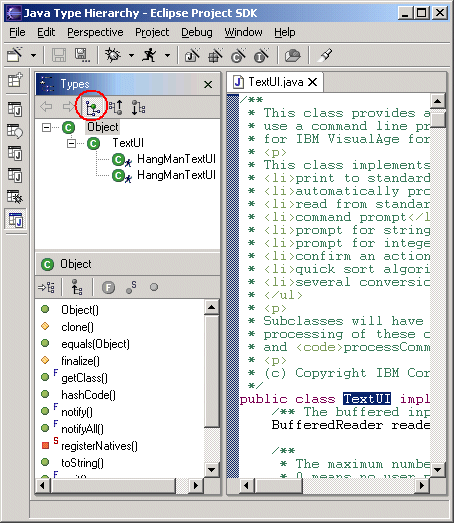 Java Type Hierarchy - Eclipse Project SDK
File Edit Perspective Project Debug Window Help
Types
Object
TextUI
HangManTextUI
HangManTextUI
Object
Object()
clone()
equals(Object)
finalize()
getClass()
hashCode()
notify()
notifyAll()
registerNatives()
toString()
TextUI.java
/**
* This class provides a
* use a command line pr
* for IBM VisualAge for
* <p>
* This class implements
* <li>print to standard
* <li>automatically pro
* <li>read from standar
* <li>command prompt</l
* <li>prompt for string
* <li>prompt for intege
* <li>confirm an action
* <li>quick sort algori
* <li>several conversio
* </ul>
* <p>
* Subclasses will have
* processing of these c
* and <code>processComm
* <p>
* (c) Copyright IBM Cor
*/
public class TextUI impl
/** The buffered inp
BufferedReader reade
/**
* The maximum numbe
* 0 means no user